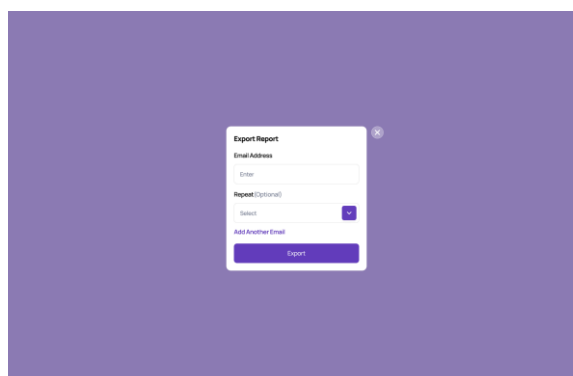 Export Report
Email Address
Enter
Repeat (Optional)
Select
Add Another Email
Export